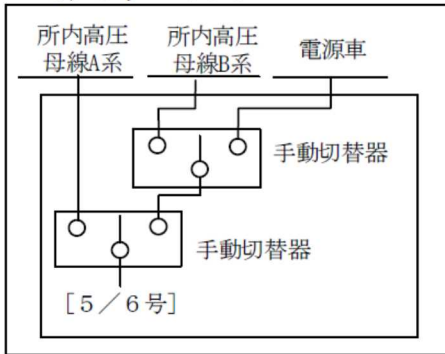 所内高圧
母線A系
所内高圧
母線B系
電源車
手動切替器
手動切替器
[5／6号]